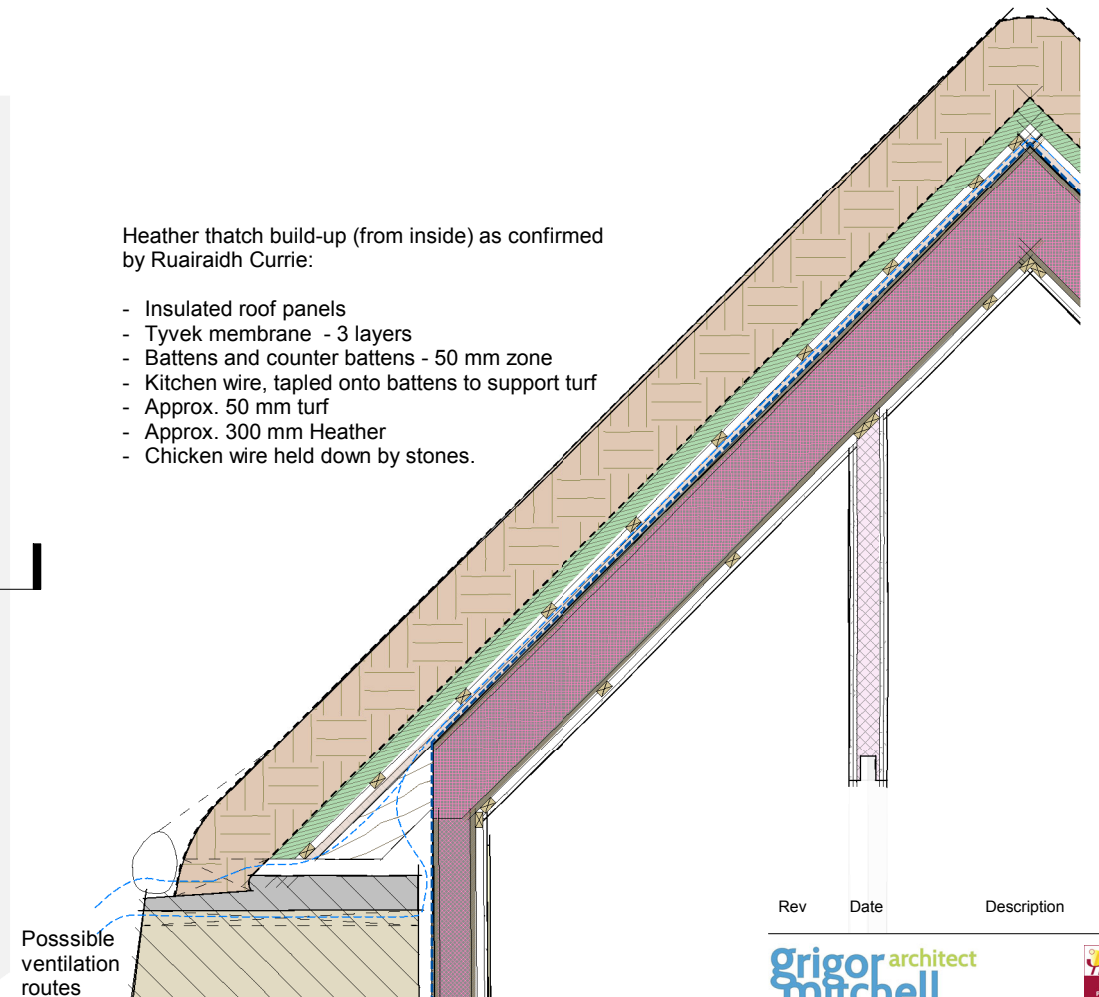 Heather thatch build-up (from inside) as confirmed
by Ruairaidh Currie:
- Insulated roof panels
- Tyvek membrane - 3 layers
- Battens and counter battens - 50 mm zone
- Kitchen wire, tapled onto battens to support turf
- Approx. 50 mm turf
- Approx. 300 mm Heather
- Chicken wire held down by stones.
Posssible
ventilation
routes
Rev Date Description
grigor architect
mitchell